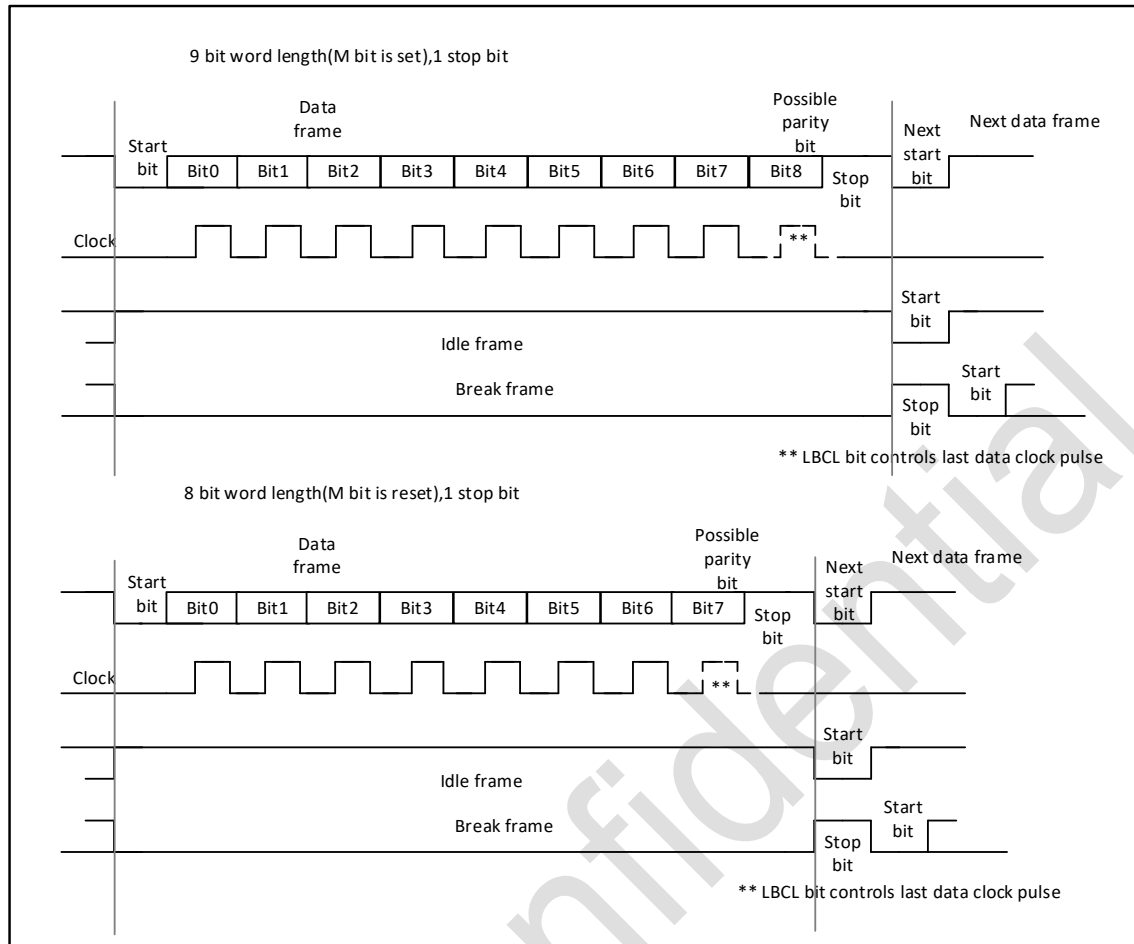 9 bit word length(M bit is set),1 stop bit
Data
frame
Possible
parity
bit
Start
bit
Next
start
bit
Next data frame
Bit0 Bit1 Bit2 Bit3 Bit4 Bit5 Bit6 Bit7 Bit8
Stop
bit
Clock
**
Start
bit
Idle frame
Break frame
Start
bit
Stop
bit
** LBCL bit controls last data clock pulse
8 bit word length(M bit is reset),1 stop bit
Data
frame
Possible
parity
bit
Start
bit
Next
start
bit
Next data frame
Bit0 Bit1 Bit2 Bit3 Bit4 Bit5 Bit6 Bit7
Stop
bit
Clock
**
Start
bit
Idle frame
Break frame
Start
bit
Stop
bit
** LBCL bit controls last data clock pulse
nfidential